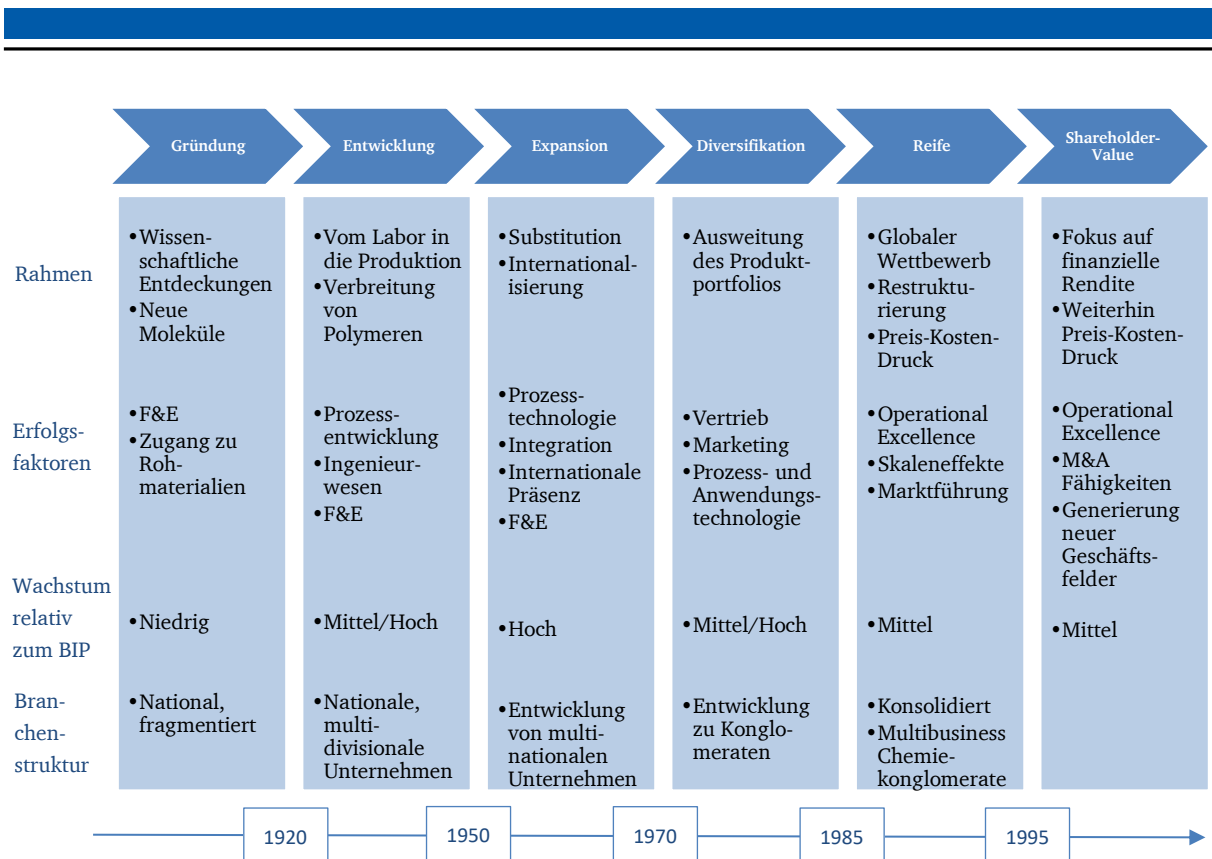 Gründung
Entwicklung
Expansion
Diversifikation
Reife
Shareholder-
Value
Rahmen
•Wissen-
schaftliche
Entdeckungen
•Neue
Moleküle
•Vom Labor in
die Produktion
•Verbreitung
von
Polymeren
•Substitution
•International-
isierung
•Ausweitung
des Produkt-
portfolios
•Globaler
Wettbewerb
•Restruktu-
rierung
•Preis-Kosten-
Druck
•Fokus auf
finanzielle
Rendite
•Weiterhin
Preis-Kosten-
Druck
Erfolgs-
faktoren
•F&E
•Zugang zu
Roh-
materialien
•Prozess-
entwicklung
•Ingenieur-
wesen
•F&E
•Prozess-
technologie
•Integration
•Internationale
Präsenz
•F&E
•Vertrieb
•Marketing
•Prozess- und
Anwendungs-
technologie
•Operational
Excellence
•Skaleneffekte
•Marktführung
•Operational
Excellence
•M&A
Fähigkeiten
•Generierung
neuer
Geschäfts-
felder
Wachstum
relativ
zum BIP
•Niedrig
•Mittel/Hoch
•Hoch
•Mittel/Hoch
•Mittel
•Mittel
Bran-
chen-
struktur
•National,
fragmentiert
•Nationale,
multi-
divisionale
Unternehmen
•Entwicklung
von multi-
nationalen
Unternehmen
•Entwicklung
zu Konglo-
meraten
•Konsolidiert
•Multibusiness
Chemie-
konglomerate
1920
1950
1970
1985
1995